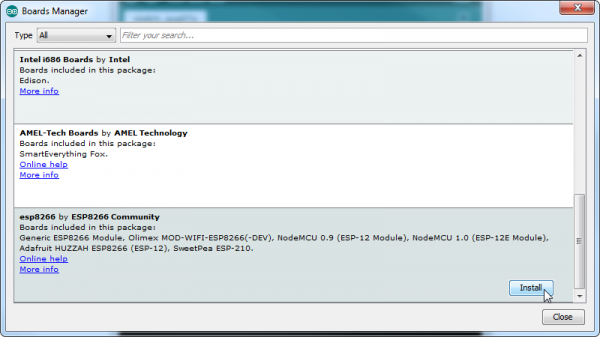 Boards Manager
Type All Filter your search...
Intel i686 Boards by Intel
Boards included in this package:
Edison.
More info
AMEL-Tech Boards by AMEL Technology
Boards included in this package:
SmartEverything Fox.
Online help
More info
esp8266 by ESP8266 Community
Boards included in this package:
Generic ESP8266 Module, Olimex MOD-WIFI-ESP8266(-DEV), NodeMCU 0.9 (ESP-12 Module), NodeMCU 1.0 (ESP-12E Module),
Adafruit HUZZAH ESP8266 (ESP-12), SweetPea ESP-210.
Online help
More info
Install
Close